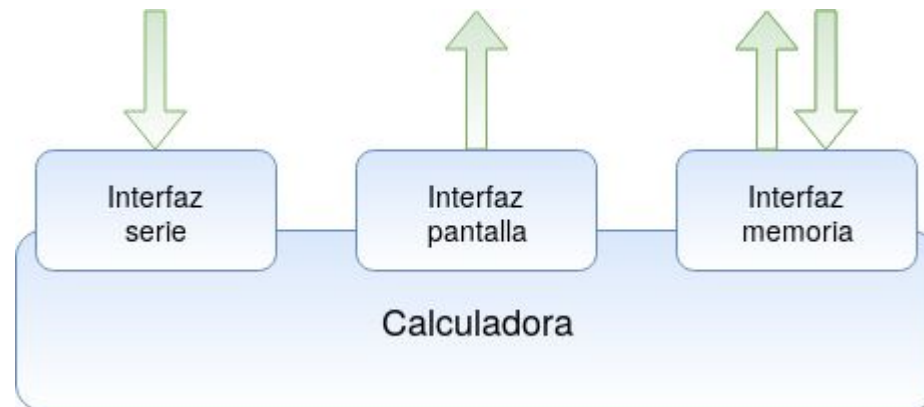 Interfaz
serie
Interfaz
pantalla
Interfaz
memoria
Calculadora